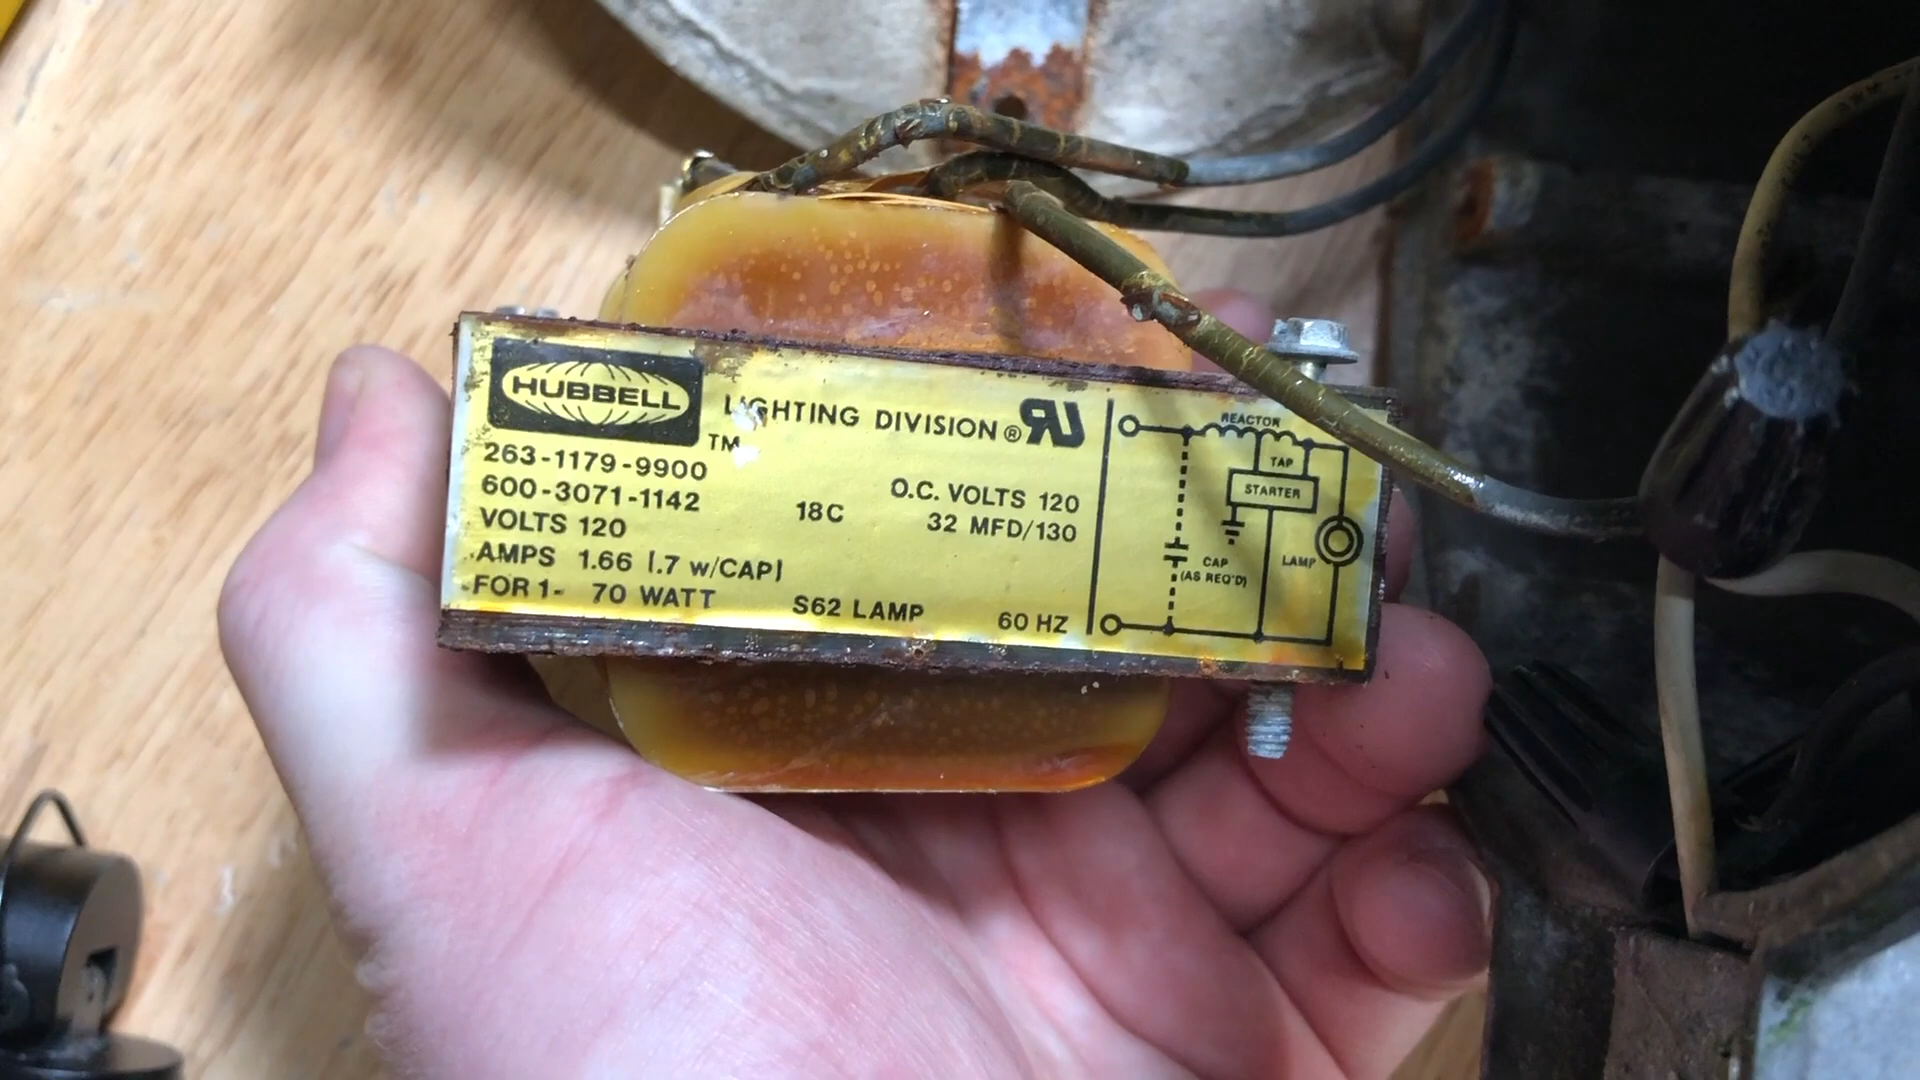 HUBBELL
LIGHTING DIVISION ®
TM
263-1179-9900
600-3071-1142
VOLTS 120
AMPS 1.66 (.7 w/CAP)
FOR 1- 70 WATT
18C
S62 LAMP
O.C. VOLTS 120
32 MFD/130
60 HZ
REACTOR
TAP
STARTER
CAP
(AS REQ'D)
LAMP